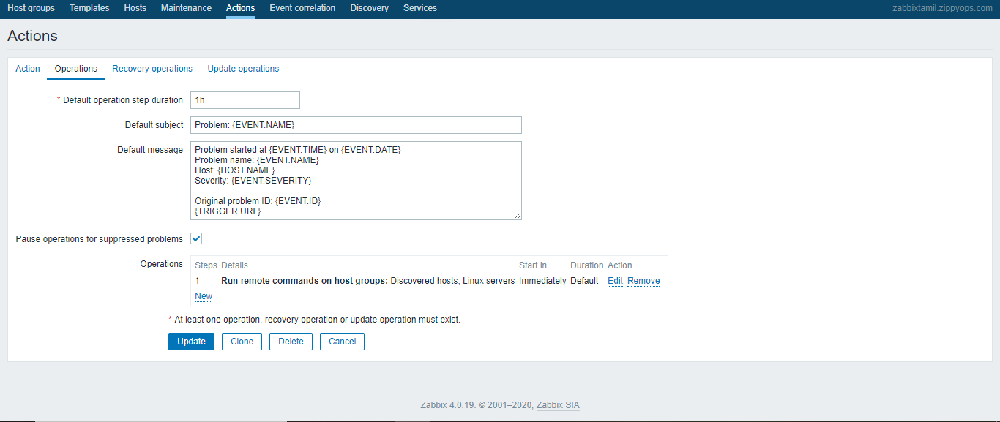 Host groups Templates Hosts Maintenance Actions Event correlation Discovery Services zabbixtamil.zippyops.com
Actions
Action Operations Recovery operations Update operations
* Default operation step duration 1h
Default subject Problem: {EVENT.NAME}
Default message Problem started at {EVENT.TIME} on {EVENT.DATE}
Problem name: {EVENT.NAME}
Host: {HOST.NAME}
Severity: {EVENT.SEVERITY}
Original problem ID: {EVENT.ID}
{TRIGGER.URL}
Pause operations for suppressed problems
Operations Steps Details Start in Duration Action
1 Run remote commands on host groups: Discovered hosts, Linux servers Immediately Default Edit Remove
New
* At least one operation, recovery operation or update operation must exist.
Update Clone Delete Cancel
Zabbix 4.0.19. © 2001–2020, Zabbix SIA